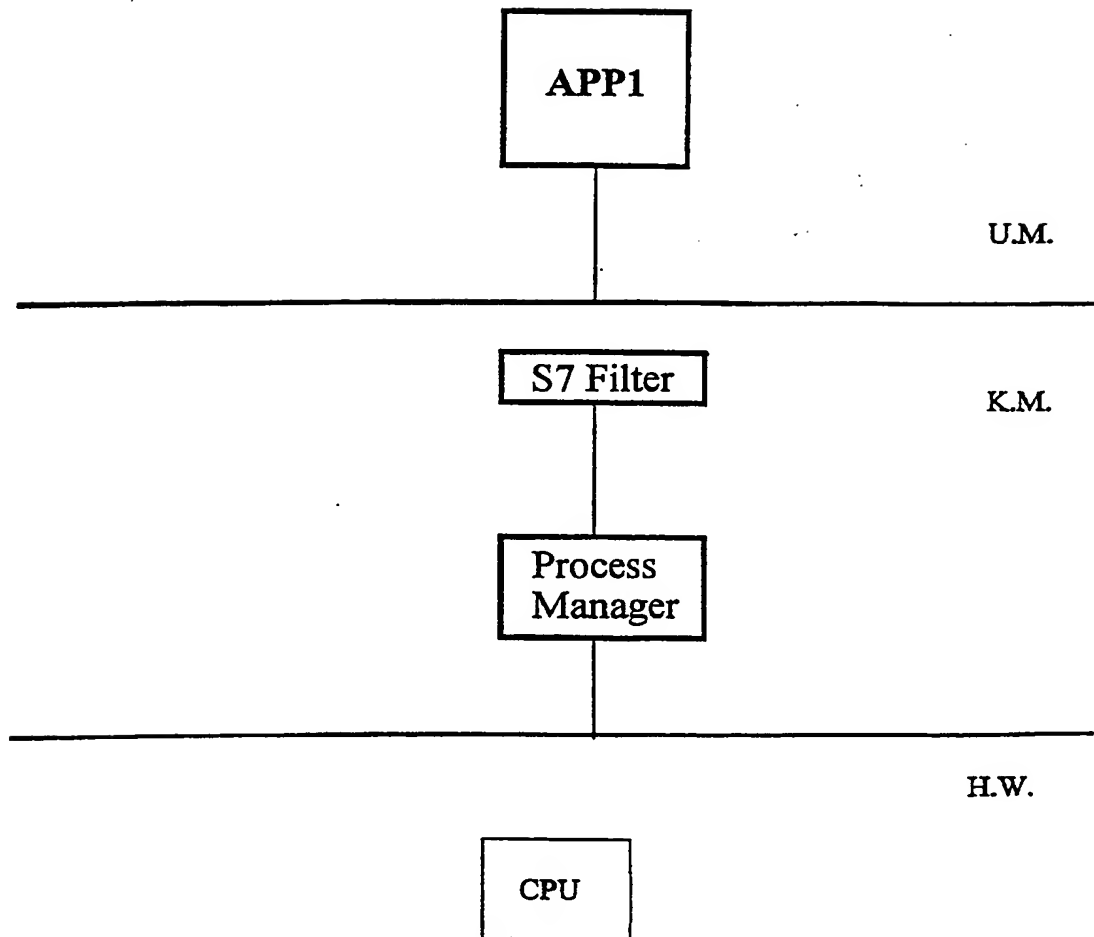 APP1
U.M.
S7 Filter
K.M.
Process
Manager
H.W.
CPU